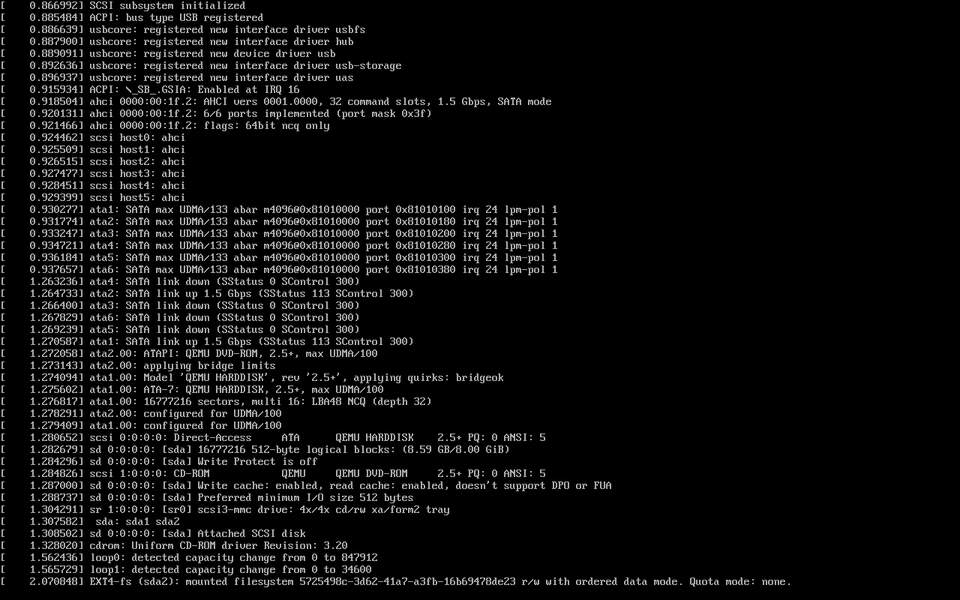 [    0.866992] SCSI subsystem initialized
[    0.885484] ACPI: bus type USB registered
[    0.886639] usbcore: registered new interface driver usbfs
[    0.887900] usbcore: registered new interface driver hub
[    0.889091] usbcore: registered new device driver usb
[    0.892636] usbcore: registered new interface driver usb-storage
[    0.896937] usbcore: registered new interface driver uas
[    0.915934] ACPI: \_SB_.GSIA: Enabled at IRQ 16
[    0.918504] ahci 0000:00:1f.2: AHCI vers 0001.0000, 32 command slots, 1.5 Gbps, SATA mode
[    0.920131] ahci 0000:00:1f.2: 6/6 ports implemented (port mask 0x3f)
[    0.921466] ahci 0000:00:1f.2: flags: 64bit ncq only
[    0.924462] scsi host0: ahci
[    0.925509] scsi host1: ahci
[    0.926515] scsi host2: ahci
[    0.927477] scsi host3: ahci
[    0.928451] scsi host4: ahci
[    0.929399] scsi host5: ahci
[    0.930277] ata1: SATA max UDMA/133 abar m4096@0x81010000 port 0x81010100 irq 24 lpm-pol 1
[    0.931774] ata2: SATA max UDMA/133 abar m4096@0x81010000 port 0x81010180 irq 24 lpm-pol 1
[    0.933247] ata3: SATA max UDMA/133 abar m4096@0x81010000 port 0x81010200 irq 24 lpm-pol 1
[    0.934721] ata4: SATA max UDMA/133 abar m4096@0x81010000 port 0x81010280 irq 24 lpm-pol 1
[    0.936184] ata5: SATA max UDMA/133 abar m4096@0x81010000 port 0x81010300 irq 24 lpm-pol 1
[    0.937657] ata6: SATA max UDMA/133 abar m4096@0x81010000 port 0x81010380 irq 24 lpm-pol 1
[    1.263236] ata4: SATA link down (SStatus 0 SControl 300)
[    1.264733] ata2: SATA link up 1.5 Gbps (SStatus 113 SControl 300)
[    1.266400] ata3: SATA link down (SStatus 0 SControl 300)
[    1.267829] ata6: SATA link down (SStatus 0 SControl 300)
[    1.269239] ata5: SATA link down (SStatus 0 SControl 300)
[    1.270587] ata1: SATA link up 1.5 Gbps (SStatus 113 SControl 300)
[    1.272058] ata2.00: ATAPI: QEMU DVD-ROM, 2.5+, max UDMA/100
[    1.273143] ata2.00: applying bridge limits
[    1.274094] ata1.00: Model 'QEMU HARDDISK', rev '2.5+', applying quirks: bridgeok
[    1.275602] ata1.00: ATA-7: QEMU HARDDISK, 2.5+, max UDMA/100
[    1.276817] ata1.00: 16777216 sectors, multi 16: LBA48 NCQ (depth 32)
[    1.278291] ata2.00: configured for UDMA/100
[    1.279409] ata1.00: configured for UDMA/100
[    1.280652] scsi 0:0:0:0: Direct-Access     ATA      QEMU HARDDISK    2.5+ PQ: 0 ANSI: 5
[    1.282679] sd 0:0:0:0: [sda] 16777216 512-byte logical blocks: (8.59 GB/8.00 GiB)
[    1.284296] sd 0:0:0:0: [sda] Write Protect is off
[    1.284826] scsi 1:0:0:0: CD-ROM            QEMU     QEMU DVD-ROM     2.5+ PQ: 0 ANSI: 5
[    1.287000] sd 0:0:0:0: [sda] Write cache: enabled, read cache: enabled, doesn't support DPO or FUA
[    1.288737] sd 0:0:0:0: [sda] Preferred minimum I/O size 512 bytes
[    1.304291] sr 1:0:0:0: [sr0] scsi3-mmc drive: 4x/4x cd/rw xa/form2 tray
[    1.307582]  sda: sda1 sda2
[    1.308502] sd 0:0:0:0: [sda] Attached SCSI disk
[    1.328020] cdrom: Uniform CD-ROM driver Revision: 3.20
[    1.562436] loop0: detected capacity change from 0 to 847912
[    1.565729] loop1: detected capacity change from 0 to 34600
[    2.070848] EXT4-fs (sda2): mounted filesystem 5725498c-3d62-41a7-a3fb-16b69478de23 r/w with ordered data mode. Quota mode: none.